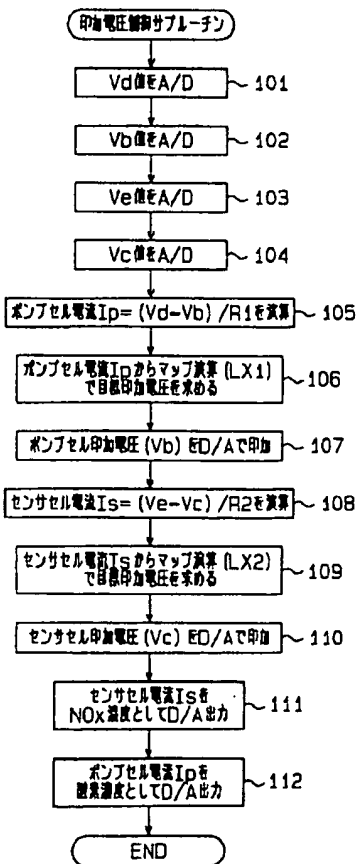 印加電圧制御サブルーチン
Vd値をA/D
101
Vb値をA/D
102
Ve値をA/D
103
Vc値をA/D
104
ポンプセル電流Ip=(Vd-Vb)/R1を演算
105
ポンプセル電流Ipからマップ演算(LX1)
で目標印加電圧を求める
106
ポンプセル印加電圧(Vb)をD/Aで印加
107
センサセル電流Is=(Ve-Vc)/R2を演算
108
センサセル電流Isからマップ演算(LX2)
で目標印加電圧を求める
109
センサセル印加電圧(Vc)をD/Aで印加
110
センサセル電流Isを
NOx濃度としてD/A出力
111
ポンプセル電流Ipを
酸素濃度としてD/A出力
112
END